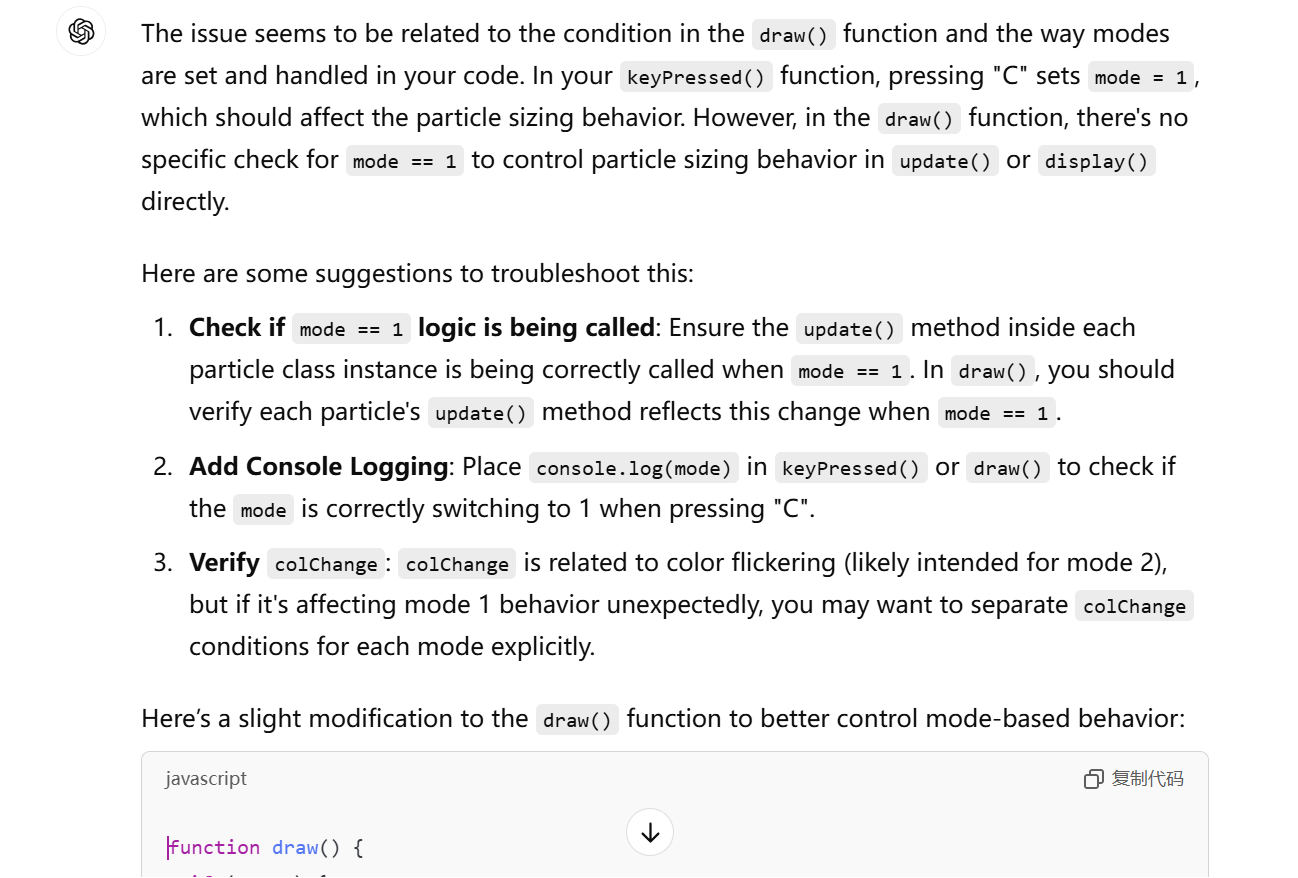 The issue seems to be related to the condition in the draw() function and the way modes
are set and handled in your code. In your keyPressed() function, pressing "C" sets mode = 1,
which should affect the particle sizing behavior. However, in the draw() function, there's no
specific check for mode == 1 to control particle sizing behavior in update() or display()
directly.
Here are some suggestions to troubleshoot this:
1. Check if mode == 1 logic is being called: Ensure the update() method inside each
particle class instance is being correctly called when mode == 1. In draw(), you should
verify each particle's update() method reflects this change when mode == 1.
2. Add Console Logging: Place console.log(mode) in keyPressed() or draw() to check if
the mode is correctly switching to 1 when pressing "C".
3. Verify colChange: colChange is related to color flickering (likely intended for mode 2),
but if it's affecting mode 1 behavior unexpectedly, you may want to separate colChange
conditions for each mode explicitly.
Here’s a slight modification to the draw() function to better control mode-based behavior:
javascript 复制代码
function draw() {